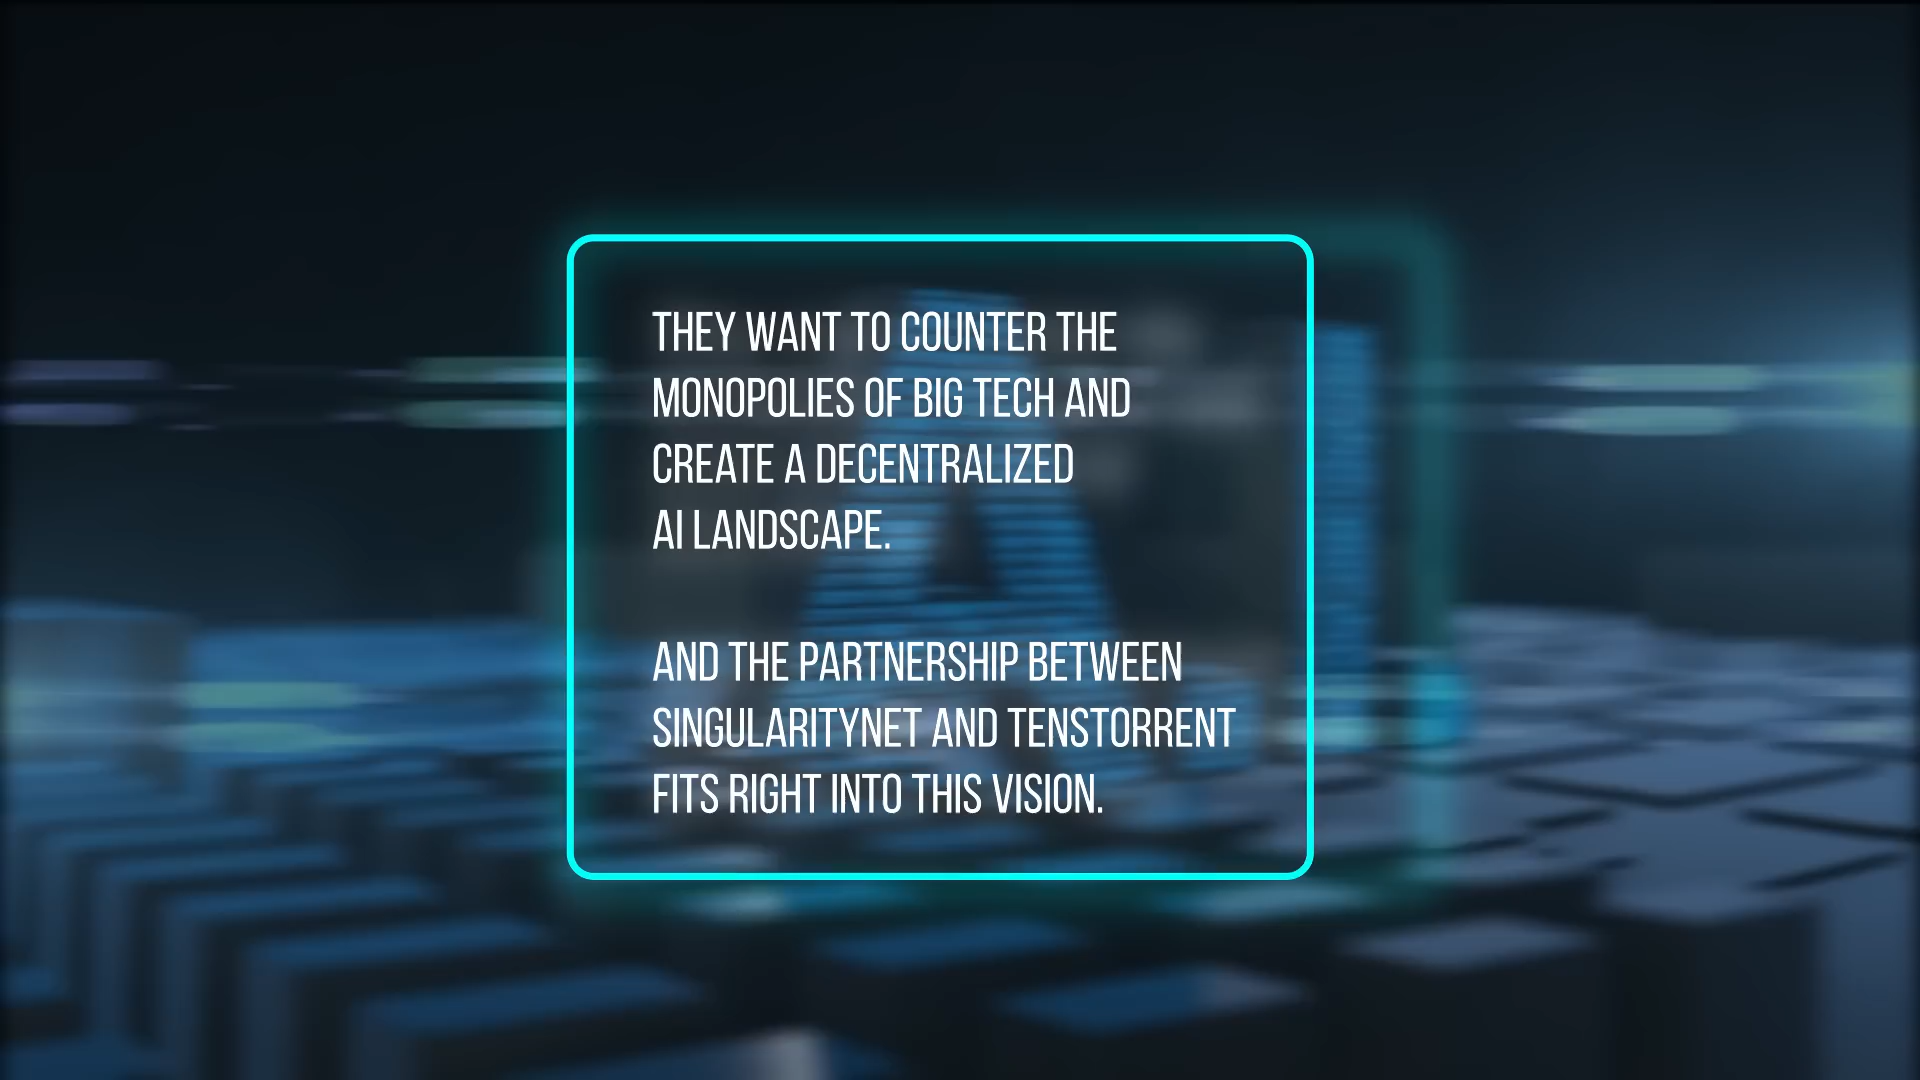 THEY WANT TO COUNTER THE
MONOPOLIES OF BIG TECH AND
CREATE A DECENTRALIZED
AI LANDSCAPE.
AND THE PARTNERSHIP BETWEEN
SINGULARITYNET AND TENSTORRENT
FITS RIGHT INTO THIS VISION.